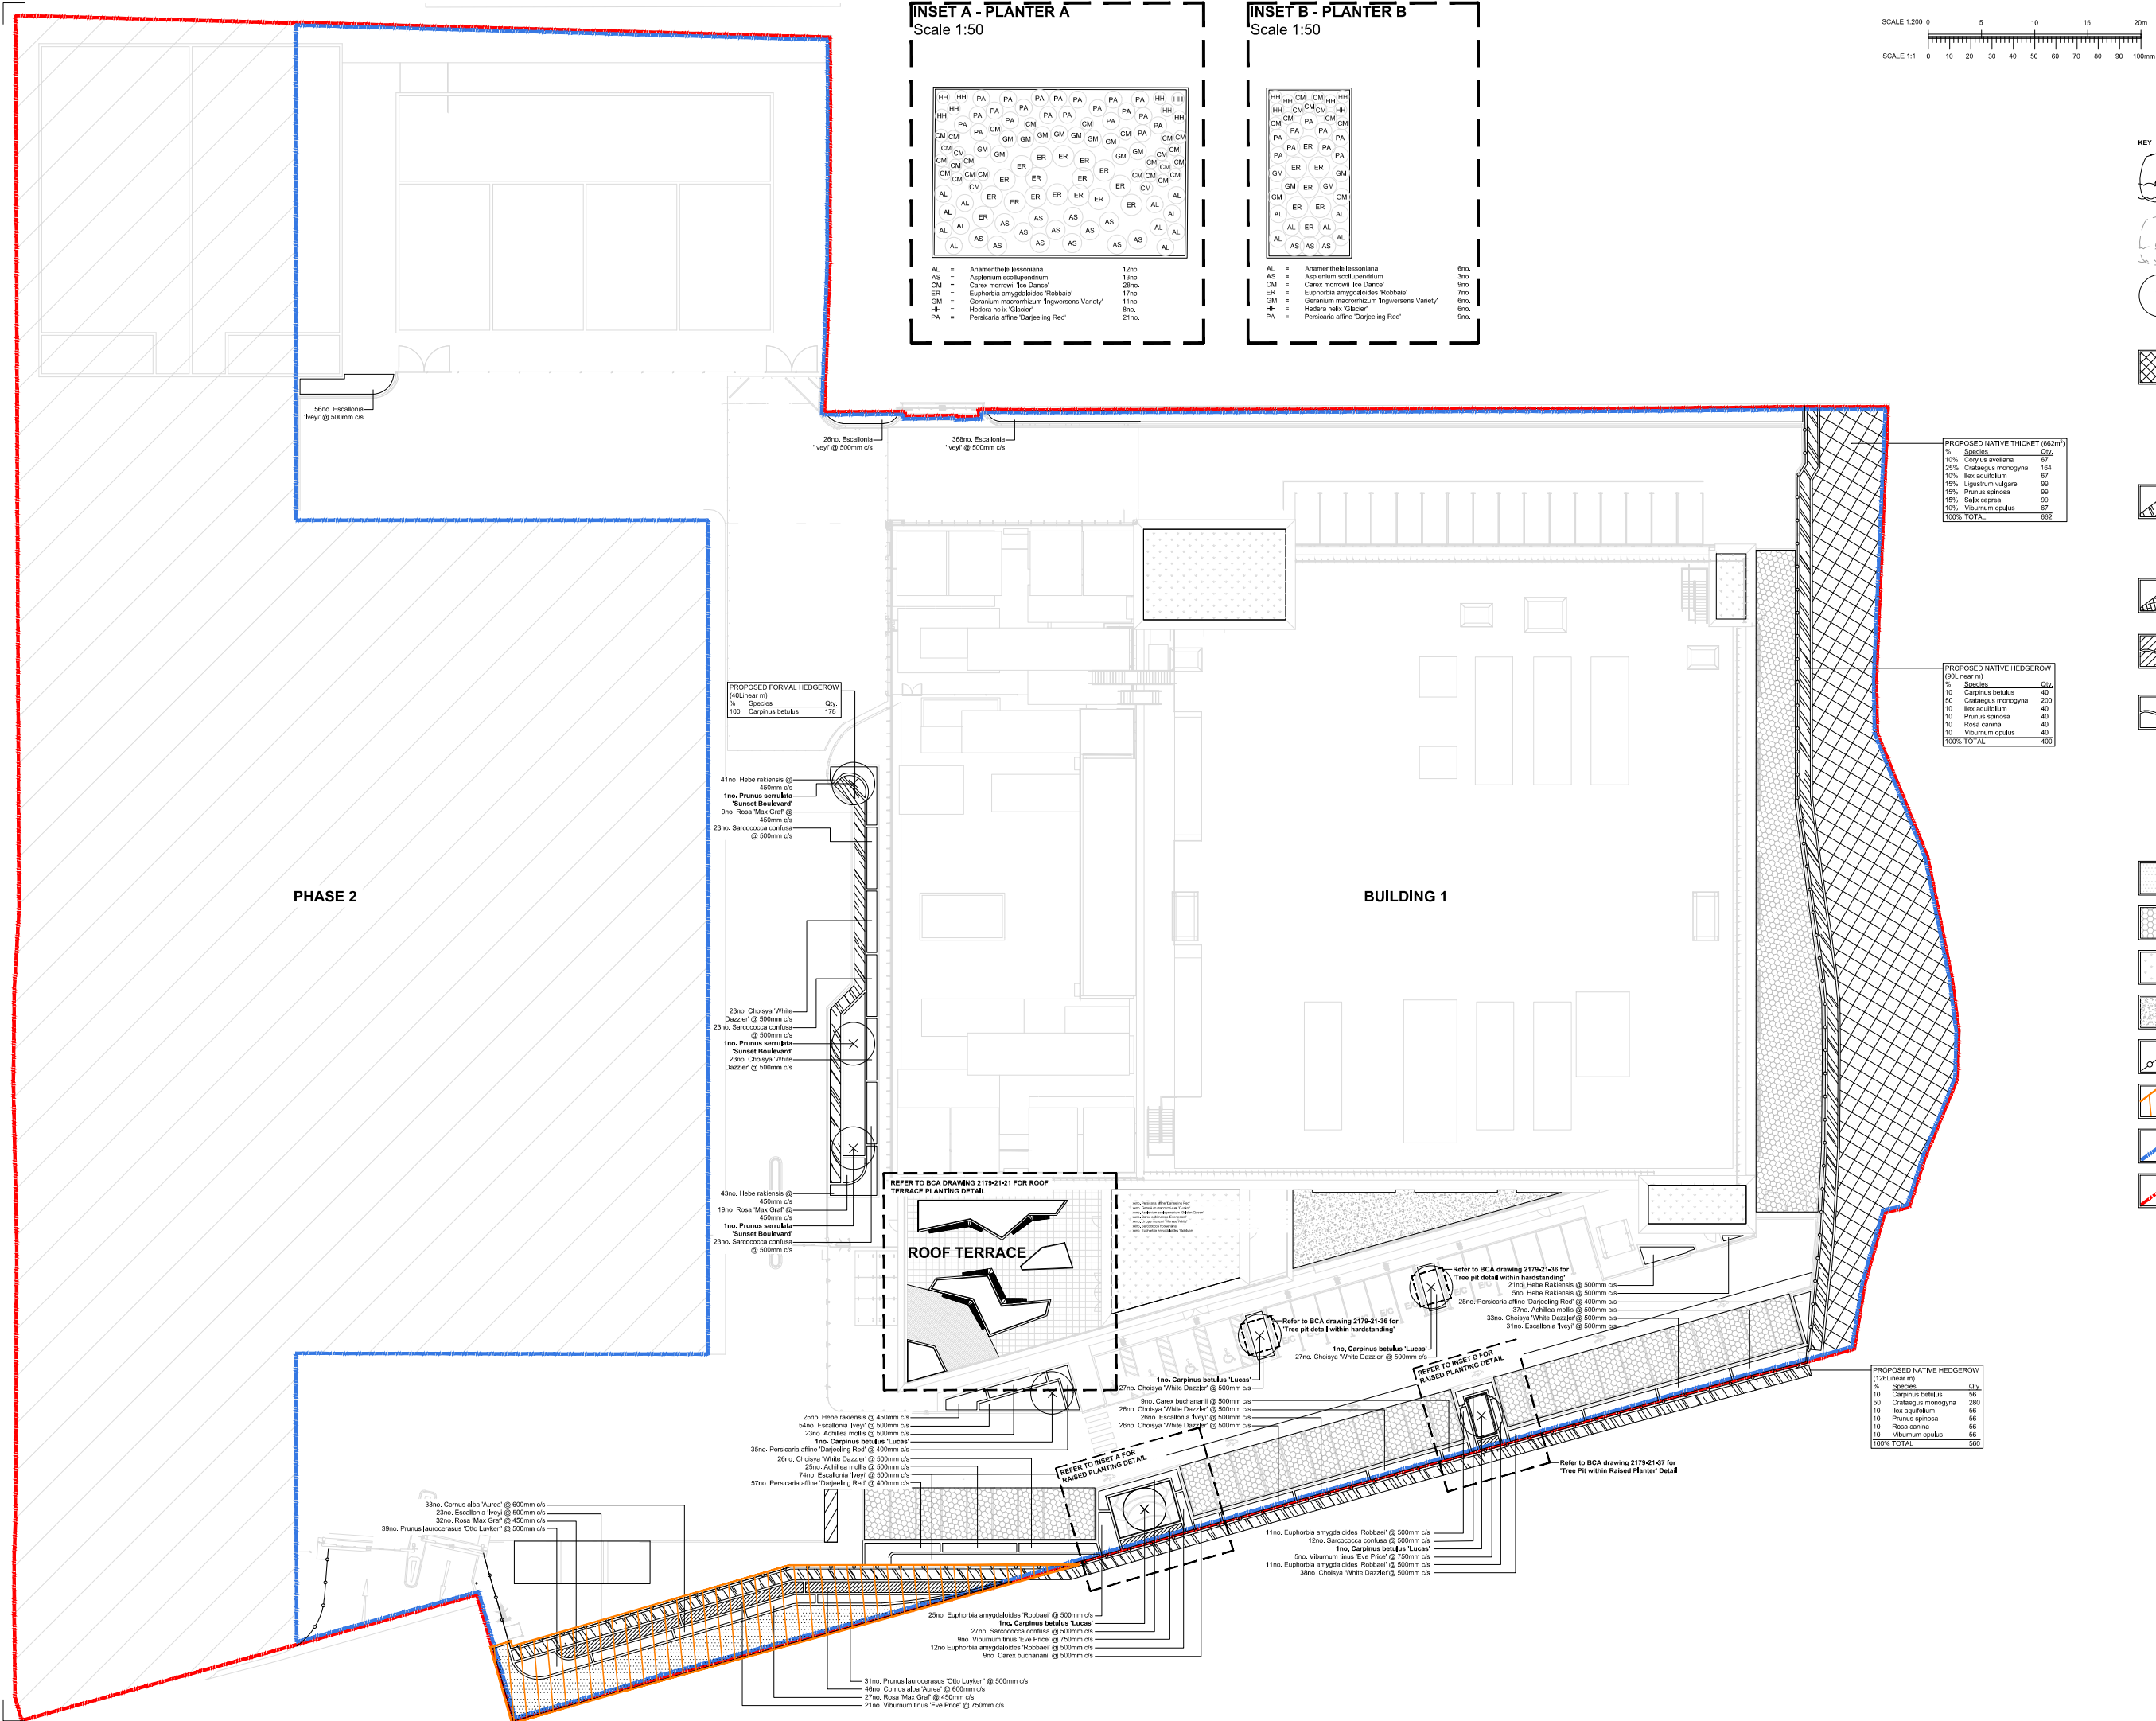 INSET A - PLANTER A
Scale 1:50
AL = Anamenthele lessoniana 12no.
AS = Asplenium scollupendrium 13no.
CM = Carex morrowii 'Ice Dance' 28no.
ER = Euphorbia amygdaloides 'Robbaie' 17no.
GM = Geranium macrorrhizum 'Ingwersens Variety' 11no.
HH = Hedera helix 'Glacier' 8no.
PA = Persicaria affine 'Darjeeling Red' 21no.
INSET B - PLANTER B
Scale 1:50
AL = Anamenthele lessoniana 6no.
AS = Asplenium scollupendrium 3no.
CM = Carex morrowii 'Ice Dance' 9no.
ER = Euphorbia amygdaloides 'Robbaie' 7no.
GM = Geranium macrorrhizum 'Ingwersens Variety' 6no.
HH = Hedera helix 'Glacier' 6no.
PA = Persicaria affine 'Darjeeling Red' 9no.
SCALE 1:200 0 5 10 15 20m
SCALE 1:1 0 10 20 30 40 50 60 70 80 90 100mm
KEY
56no. Escallonia
'Iveyi' @ 500mm c/s
26no. Escallonia
'Iveyi' @ 500mm c/s
368no. Escallonia
'Iveyi' @ 500mm c/s
PROPOSED NATIVE THICKET (662m²)
% Species Qty.
10% Corylus avellana 67
25% Crataegus monogyna 164
10% Ilex aquifolium 67
15% Ligustrum vulgare 99
15% Prunus spinosa 99
15% Salix caprea 99
10% Viburnum opulus 67
100% TOTAL 662
PROPOSED NATIVE HEDGEROW
(90Linear m)
% Species Qty.
10 Carpinus betulus 40
50 Crataegus monogyna 200
10 Ilex aquifolium 40
10 Prunus spinosa 40
10 Rosa canina 40
10 Viburnum opulus 40
100% TOTAL 400
PROPOSED FORMAL HEDGEROW
(40Linear m)
% Species Qty.
100 Carpinus betulus 178
41no. Hebe rakiensis @
450mm c/s
1no. Prunus serrulata
'Sunset Boulevard'
9no. Rosa 'Max Graf' @
450mm c/s
23no. Sarcococca confusa
@ 500mm c/s
PHASE 2
BUILDING 1
23no. Choisya 'White
Dazzler' @ 500mm c/s
23no. Sarcococca confusa
@ 500mm c/s
1no. Prunus serrulata
'Sunset Boulevard'
23no. Choisya 'White
Dazzler' @ 500mm c/s
43no. Hebe rakiensis @
450mm c/s
19no. Rosa 'Max Graf' @
450mm c/s
1no. Prunus serrulata
'Sunset Boulevard'
23no. Sarcococca confusa
@ 500mm c/s
REFER TO BCA DRAWING 2179-21-21 FOR ROOF
TERRACE PLANTING DETAIL
ROOF TERRACE
Refer to BCA drawing 2179-21-36 for
'Tree pit detail within hardstanding'
21no. Hebe Rakiensis @ 500mm c/s
5no. Hebe Rakiensis @ 500mm c/s
25no. Persicaria affine 'Darjeeling Red' @ 400mm c/s
37no. Achillea mollis @ 500mm c/s
33no. Choisya 'White Dazzler' @ 500mm c/s
31no. Escallonia 'Iveyi' @ 500mm c/s
Refer to BCA drawing 2179-21-36 for
'Tree pit detail within hardstanding'
1no. Carpinus betulus 'Lucas'
27no. Choisya 'White Dazzler' @ 500mm c/s
1no. Carpinus betulus 'Lucas'
27no. Choisya 'White Dazzler' @ 500mm c/s
REFER TO INSET B FOR
RAISED PLANTING DETAIL
9no. Carex buchananii @ 500mm c/s
26no. Choisya 'White Dazzler' @ 500mm c/s
26no. Escallonia 'Iveyi' @ 500mm c/s
26no. Choisya 'White Dazzler' @ 500mm c/s
PROPOSED NATIVE HEDGEROW
(126Linear m)
% Species Qty.
10 Carpinus betulus 56
50 Crataegus monogyna 280
10 Ilex aquifolium 56
10 Prunus spinosa 56
10 Rosa canina 56
10 Viburnum opulus 56
100% TOTAL 560
25no. Hebe rakiensis @ 450mm c/s
54no. Escallonia 'Iveyi' @ 500mm c/s
23no. Achillea mollis @ 500mm c/s
1no. Carpinus betulus 'Lucas'
35no. Persicaria affine 'Darjeeling Red' @ 400mm c/s
26no. Choisya 'White Dazzler' @ 500mm c/s
25no. Achillea mollis @ 500mm c/s
74no. Escallonia 'Iveyi' @ 500mm c/s
57no. Persicaria affine 'Darjeeling Red' @ 400mm c/s
REFER TO INSET A FOR
RAISED PLANTING DETAIL
Refer to BCA drawing 2179-21-37 for
'Tree Pit within Raised Planter' Detail
33no. Cornus alba 'Aurea' @ 600mm c/s
23no. Escallonia 'Iveyi @ 500mm c/s
32no. Rosa 'Max Graf' @ 450mm c/s
39no. Prunus laurocerasus 'Otto Luyken' @ 500mm c/s
11no. Euphorbia amygdaloides 'Robbaei' @ 500mm c/s
12no. Sarcococca confusa @ 500mm c/s
1no. Carpinus betulus 'Lucas'
5no. Viburnum tinus 'Eve Price' @ 750mm c/s
11no. Euphorbia amygdaloides 'Robbaei' @ 500mm c/s
38no. Choisya 'White Dazzler' @ 500mm c/s
25no. Euphorbia amygdaloides 'Robbaei' @ 500mm c/s
1no. Carpinus betulus 'Lucas'
27no. Sarcococca confusa @ 500mm c/s
9no. Viburnum tinus 'Eve Price' @ 750mm c/s
12no. Euphorbia amygdaloides 'Robbaei' @ 500mm c/s
9no. Carex buchananii @ 500mm c/s
31no. Prunus laurocerasus 'Otto Luyken' @ 500mm c/s
46no. Cornus alba 'Aurea' @ 600mm c/s
27no. Rosa 'Max Graf' @ 450mm c/s
21no. Viburnum tinus 'Eve Price' @ 750mm c/s